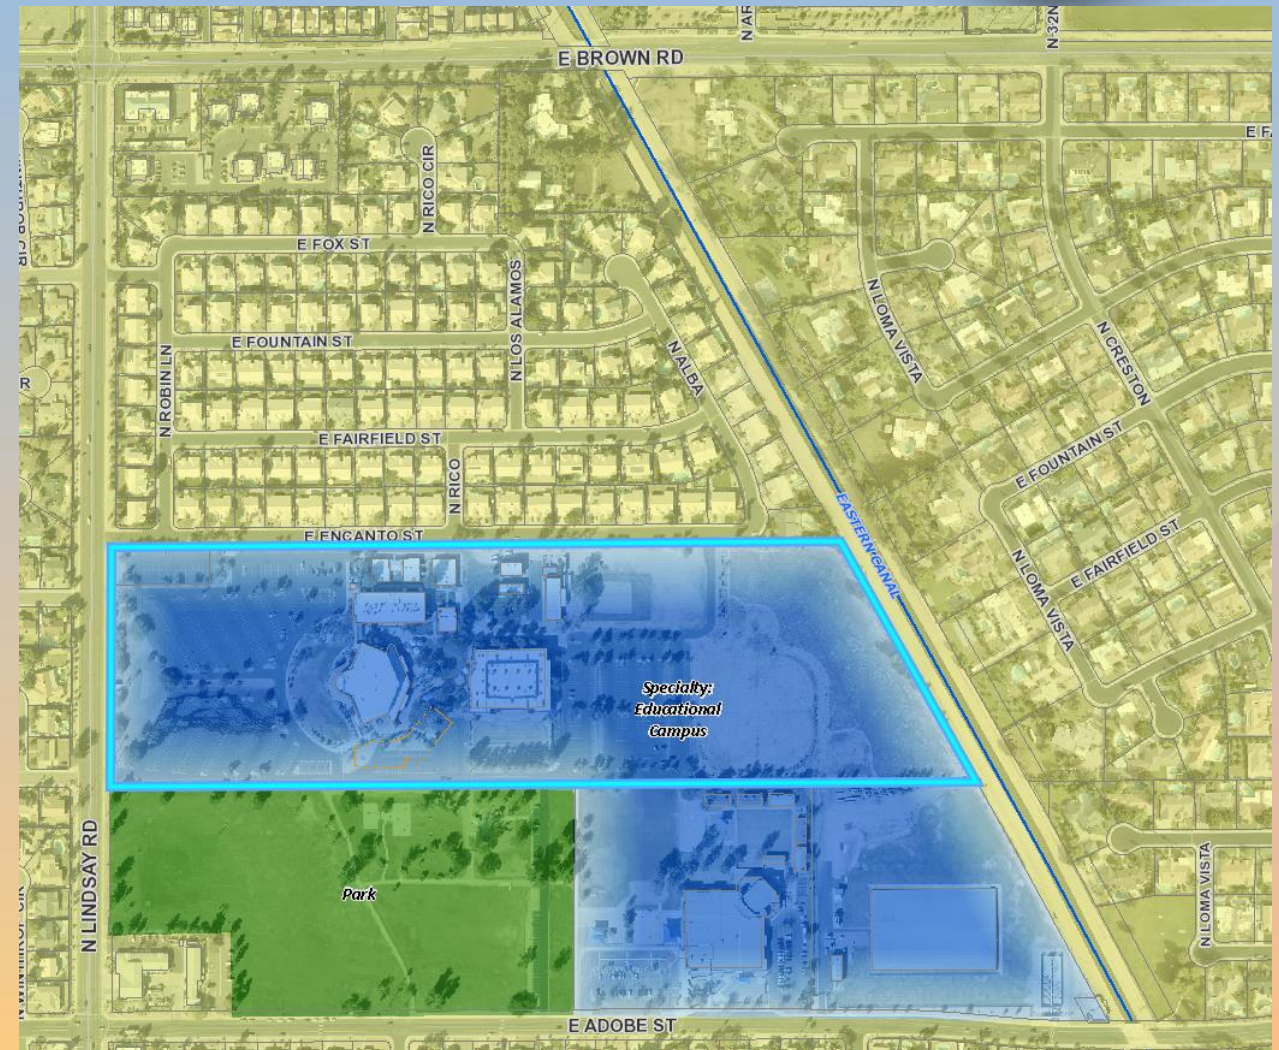 N AR
N 32N
E BROWN RD
E FA
N RICO CIR
E FOX ST
N LOS ALAMOS
N LOMA VISTA
E FOUNTAIN ST
N ROBIN LN
N ALBA
N CRESTON
R
E FAIRFIELD ST
N RICO
E FOUNTAIN ST
E ENCANTO ST
EASTERN CANAL
E FAIRFIELD ST
N LOMA VISTA
Specialty:
Educational
Campus
N LINDSAY RD
Park
N LOMA VISTA
E ADOBE ST